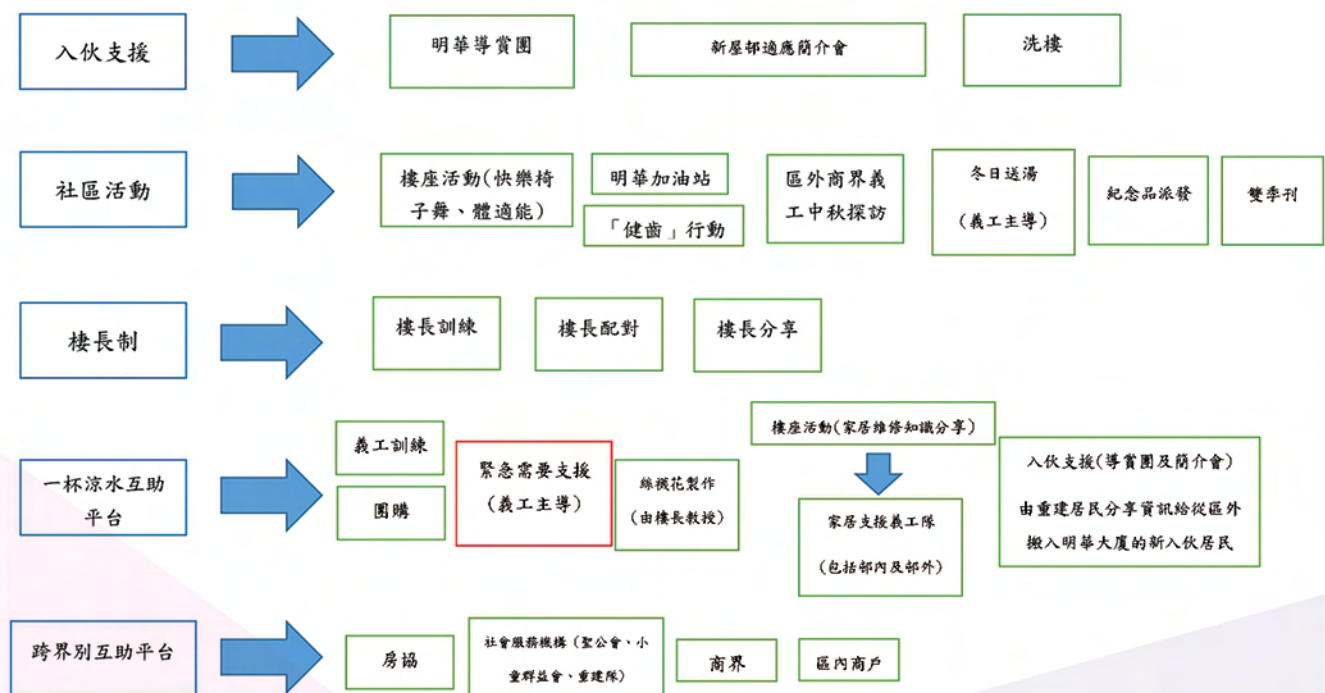 入伙支援
明華導賞團
新屋邨適應簡介會
洗樓
社區活動
樓座活動(快樂椅
子舞、體適能)
明華加油站
「健齒」行動
區外商界義
工中秋探訪
冬日送湯
(義工主導)
紀念品派發
雙季刊
樓長制
樓長訓練
樓長配對
樓長分享
一杯涼水互助
平台
義工訓練
團購
緊急需要支援
(義工主導)
絲襪花製作
(由樓長教授)
樓座活動(家居維修知識分享)
家居支援義工隊
(包括邨內及邨外)
入伙支援(導賞團及簡介會)
由重建居民分享資訊給從區外
搬入明華大廈的新入伙居民
跨界別互助平台
房協
社會服務機構（聖公會、小
童群益會、重建隊）
商界
區內商戶